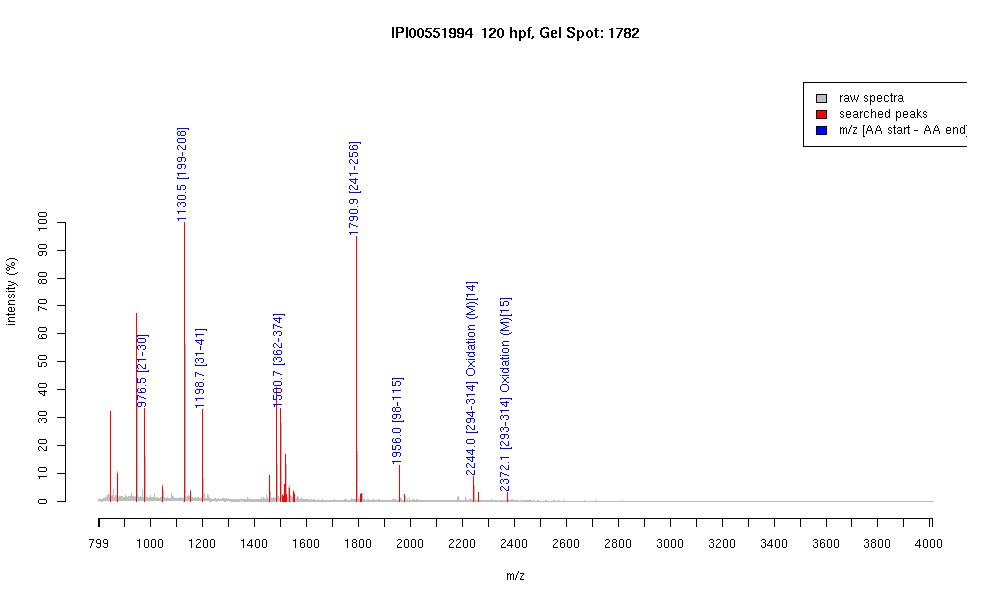 IPI00551994 120 hpf, Gel Spot: 1782
raw spectra
searched peaks
m/z [AA start - AA end]
intensity (%)
100
90
80
70
60
50
40
30
20
10
0
976.5 [21-30]
1130.5 [199-208]
1198.7 [31-41]
1500.7 [362-374]
1790.9 [241-256]
1956.0 [98-115]
2244.0 [294-314] Oxidation (M)[14]
2372.1 [293-314] Oxidation (M)[15]
799 1000 1200 1400 1600 1800 2000 2200 2400 2600 2800 3000 3200 3400 3600 3800 4000
m/z